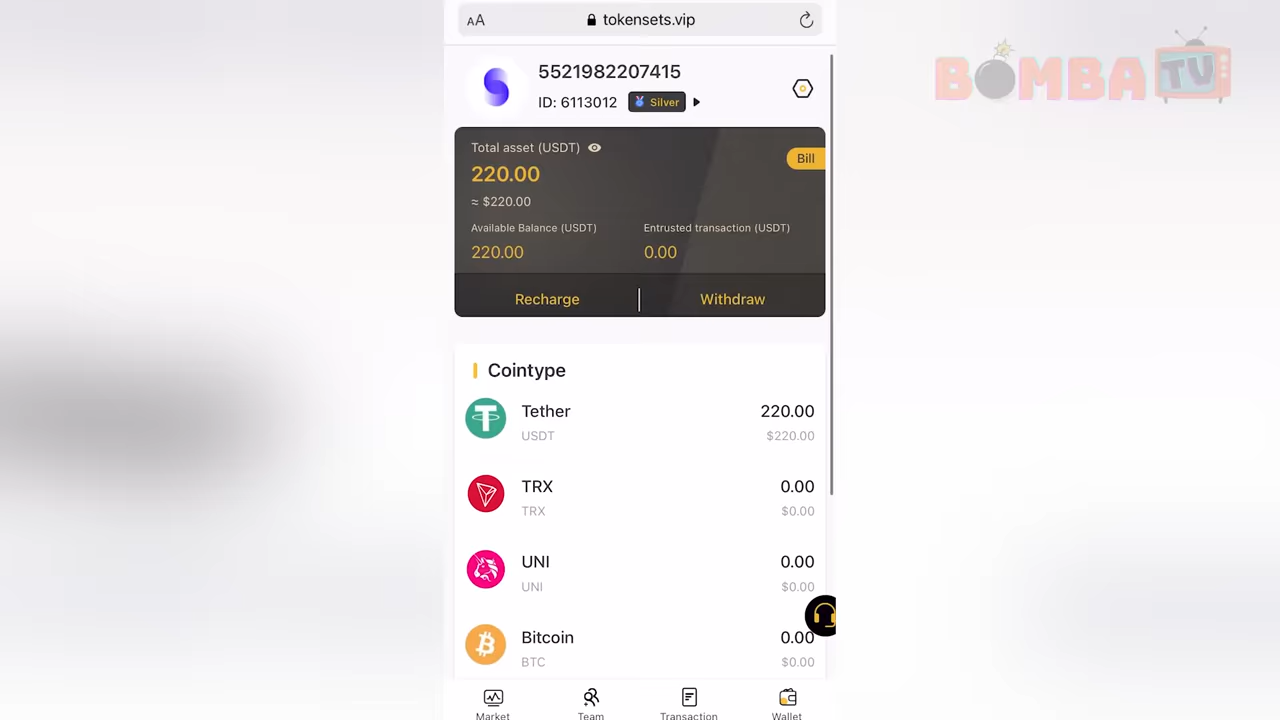 AA
tokensets.vip
BOMBA TV
5521982207415
ID: 6113012
Silver
Total asset (USDT)
Bill
220.00
≈ $220.00
Available Balance (USDT)
Entrusted transaction (USDT)
220.00
0.00
Recharge
Withdraw
Cointype
Tether
220.00
USDT
$220.00
TRX
0.00
TRX
$0.00
UNI
0.00
UNI
$0.00
Bitcoin
0.00
BTC
$0.00
Market
Team
Transaction
Wallet